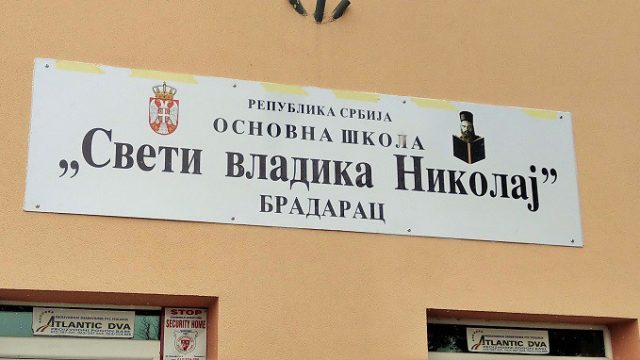 РЕПУБЛИКА СРБИЈА
ОСНОВНА ШКОЛА
„Свети владика Николај”
БРАДАРАЦ
ATLANTIC DVA
STOP
SECURITY HOME
ATLANTIC DVA